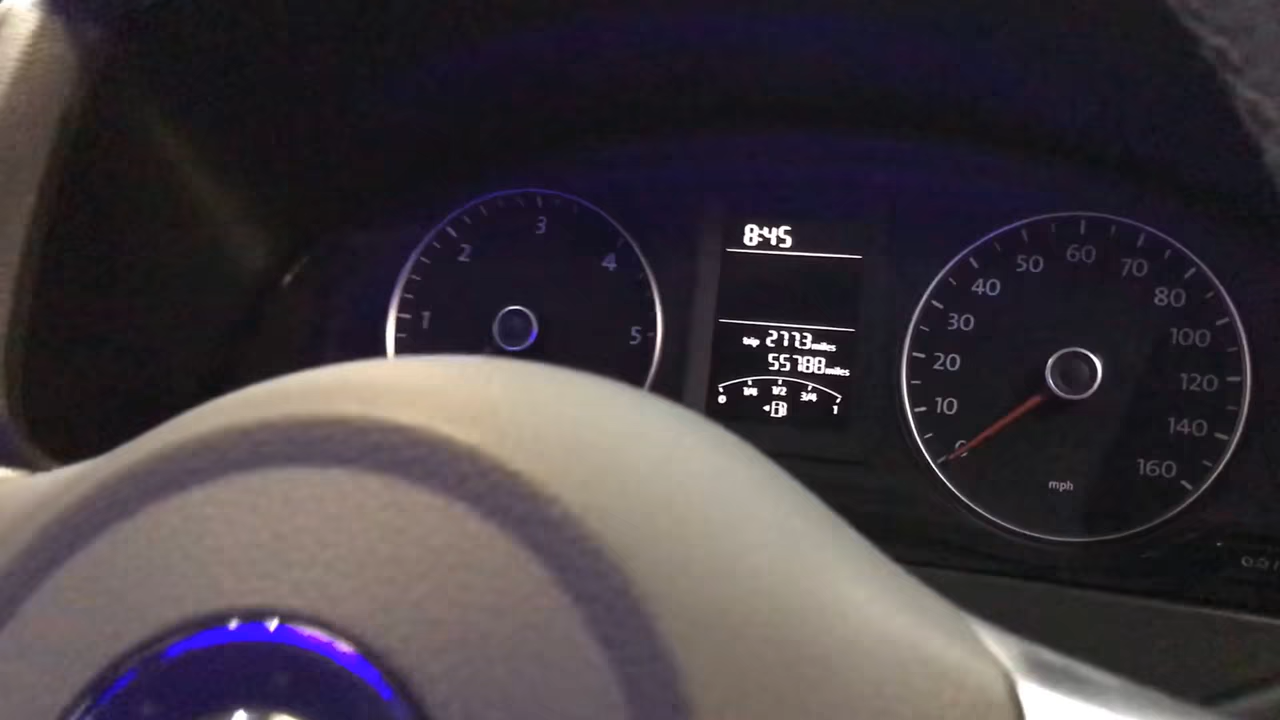 8:45
trip 277.3 miles
55788 miles
0 1/4 1/2 3/4 1
1 2 3 4 5
0 10 20 30 40 50 60 70 80 100 120 140 160
mph